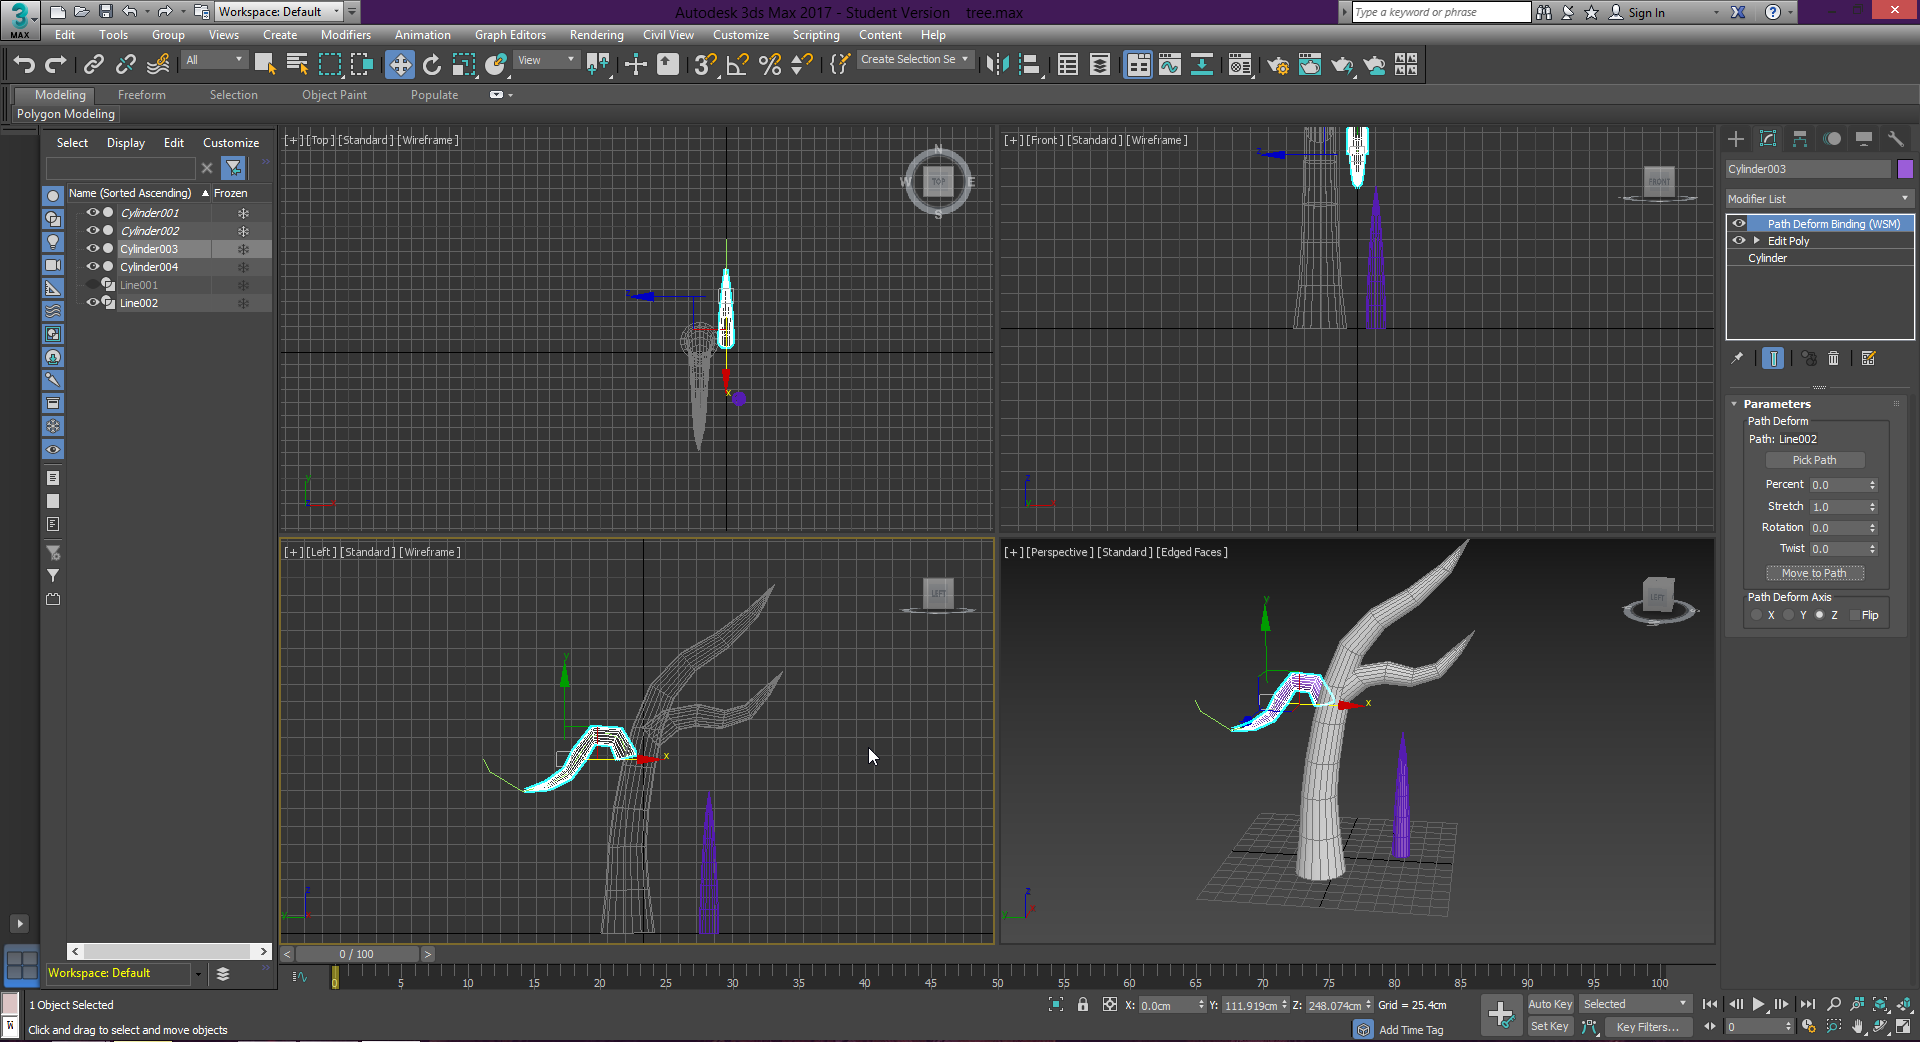 3
MAX
Workspace: Default
Autodesk 3ds Max 2017 - Student Version    tree.max
Type a keyword or phrase
Sign In
Edit Tools Group Views Create Modifiers Animation Graph Editors Rendering Civil View Customize Scripting Content Help
All
View
Create Selection Se
Modeling Freeform Selection Object Paint Populate
Polygon Modeling
Select Display Edit Customize
Name (Sorted Ascending) Frozen
Cylinder001
Cylinder002
Cylinder003
Cylinder004
Line001
Line002
[+] [Top] [Standard] [Wireframe]
N
W TOP E
S
z
x
y
z x
[+] [Front] [Standard] [Wireframe]
FRONT
z
z
y x
[+] [Left] [Standard] [Wireframe]
LEFT
y
x
z
y x
[+] [Perspective] [Standard] [Edged Faces]
LEFT
S
y
x
z
y x
Cylinder003
Modifier List
Path Deform Binding (WSM)
Edit Poly
Cylinder
Parameters
Path Deform
Path: Line002
Pick Path
Percent 0.0
Stretch 1.0
Rotation 0.0
Twist 0.0
Move to Path
Path Deform Axis
X Y Z Flip
< 0 / 100 >
Workspace: Default
0 5 10 15 20 25 30 35 40 45 50 55 60 65 70 75 80 85 90 95 100
1 Object Selected
X: 0.0cm Y: 111.919cm Z: 248.074cm Grid = 25.4cm
Auto Key Selected
Click and drag to select and move objects
Add Time Tag
Set Key Key Filters...
0